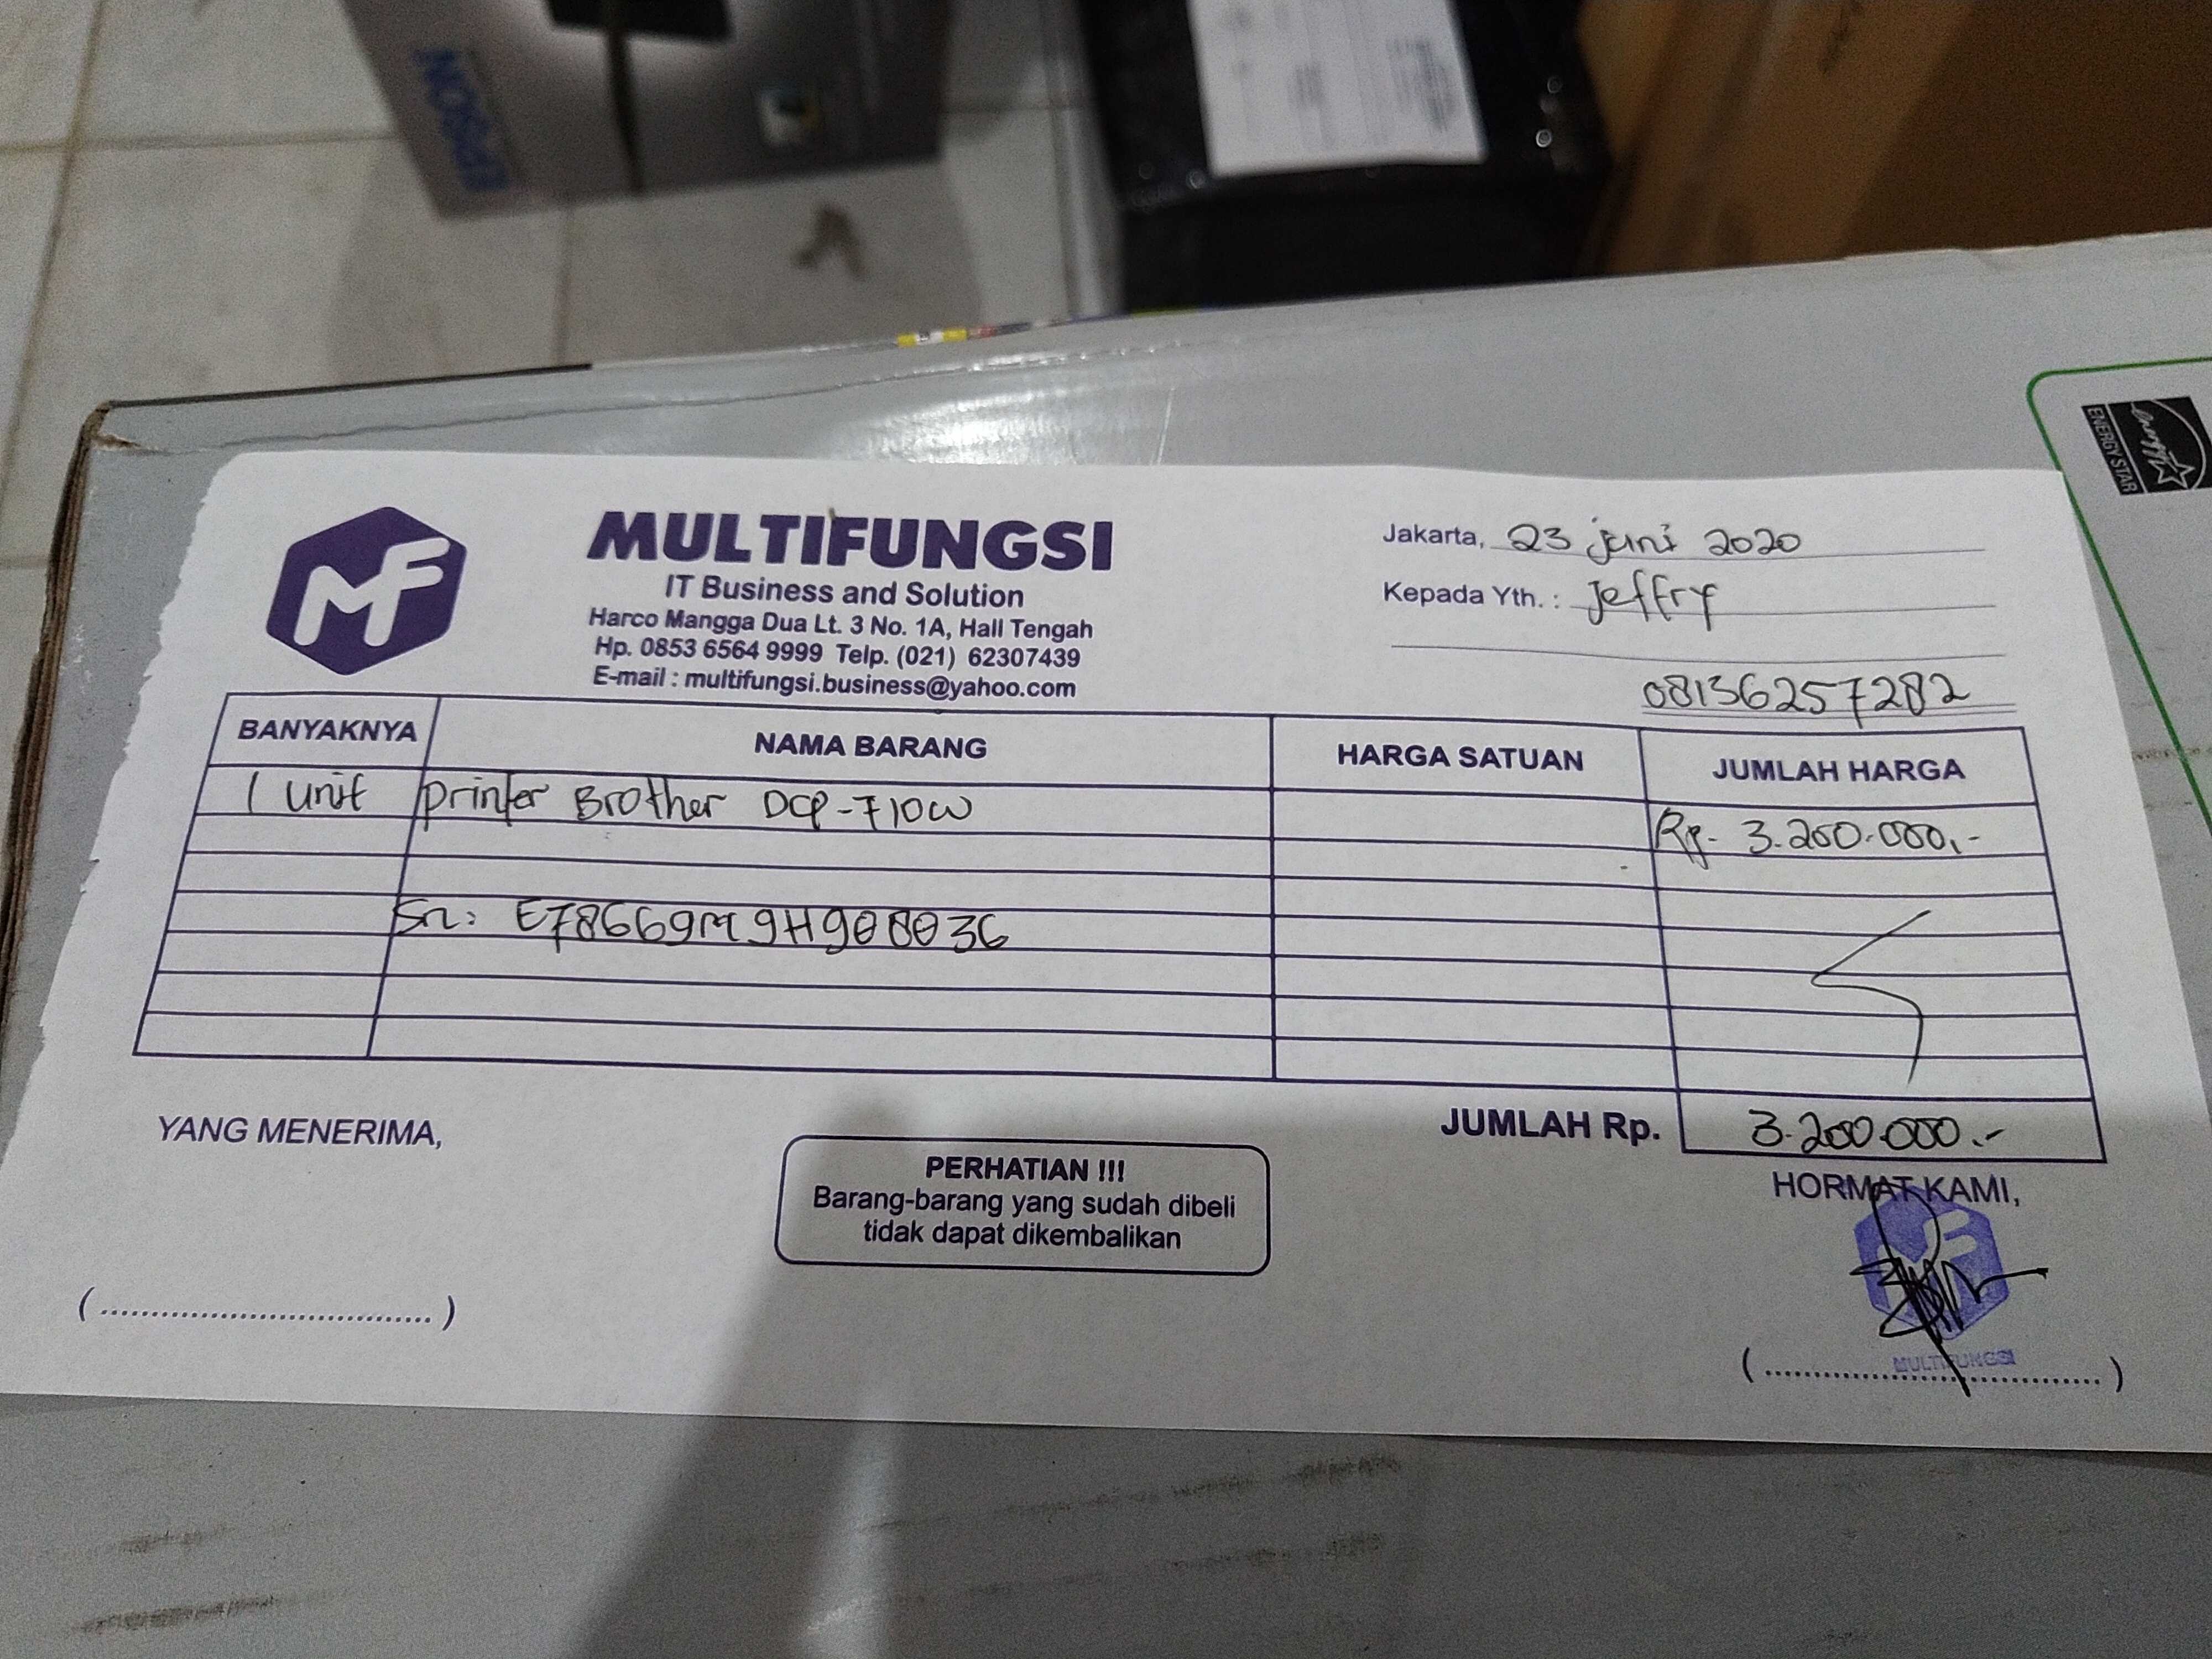 EPSON
ENERGY STAR
MF
MULTIFUNGSI
IT Business and Solution
Harco Mangga Dua Lt. 3 No. 1A, Hall Tengah
Hp. 0853 6564 9999 Telp. (021) 62307439
E-mail : multifungsi.business@yahoo.com
Jakarta, 23 juni 2020
Kepada Yth. : Jeffry
08136257282
BANYAKNYA NAMA BARANG HARGA SATUAN JUMLAH HARGA
1 unit printer Brother DCP-710W Rp. 3.200.000,-
Sn: E78669M9H908036
JUMLAH Rp. 3.200.000.-
YANG MENERIMA,
PERHATIAN !!!
Barang-barang yang sudah dibeli
tidak dapat dikembalikan
HORMAT KAMI,
MULTIFUNGSI
(....................................)
(....................................)